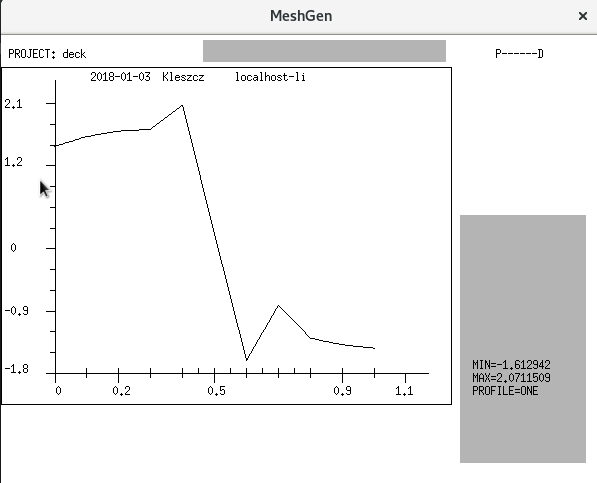 MeshGen
PROJECT: deck
P------D
2018-01-03 Kleszcz localhost-li
2.1
1.2
0
-0.9
-1.8
0 0.2 0.5 0.9 1.1
MIN=-1.612942
MAX=2.0711509
PROFILE=ONE